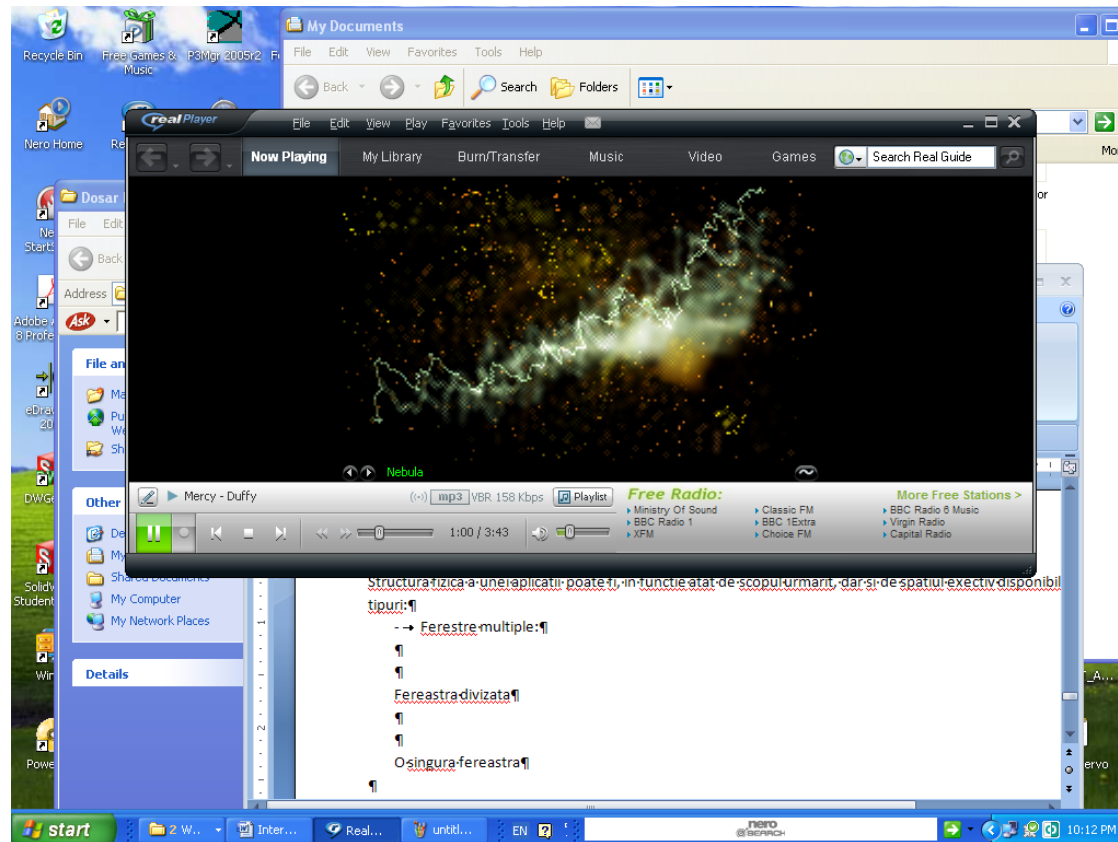 My Documents
File Edit View Favorites Tools Help
Back Search Folders
Recycle Bin
Free Games & Music
P3Mgr 2005r2
Nero Home
real Player
File Edit View Play Favorites Tools Help
Now Playing My Library Burn/Transfer Music Video Games Search Real Guide
Dosar
File Edit
Back
Address
Ask
File an
Other
My Computer
My Network Places
Details
Nebula
Mercy - Duffy
mp3 VBR 158 Kbps Playlist
1:00 / 3:43
Free Radio: More Free Stations >
Ministry Of Sound Classic FM BBC Radio 6 Music
BBC Radio 1 BBC 1Extra Virgin Radio
XFM Choice FM Capital Radio
Structura·fizica·a·unei·aplicatii·poate·fi,·in·functie·atat·de·scopul·urmarit,·dar·si·de·spatiul·exectiv·disponibil
tipuri:¶
-→ Ferestre·multiple:¶
¶
¶
Fereastra·divizata¶
¶
¶
O·singura·fereastra¶
¶
start 2 W... Inter... Real... untitl... EN nero SEARCH 10:12 PM